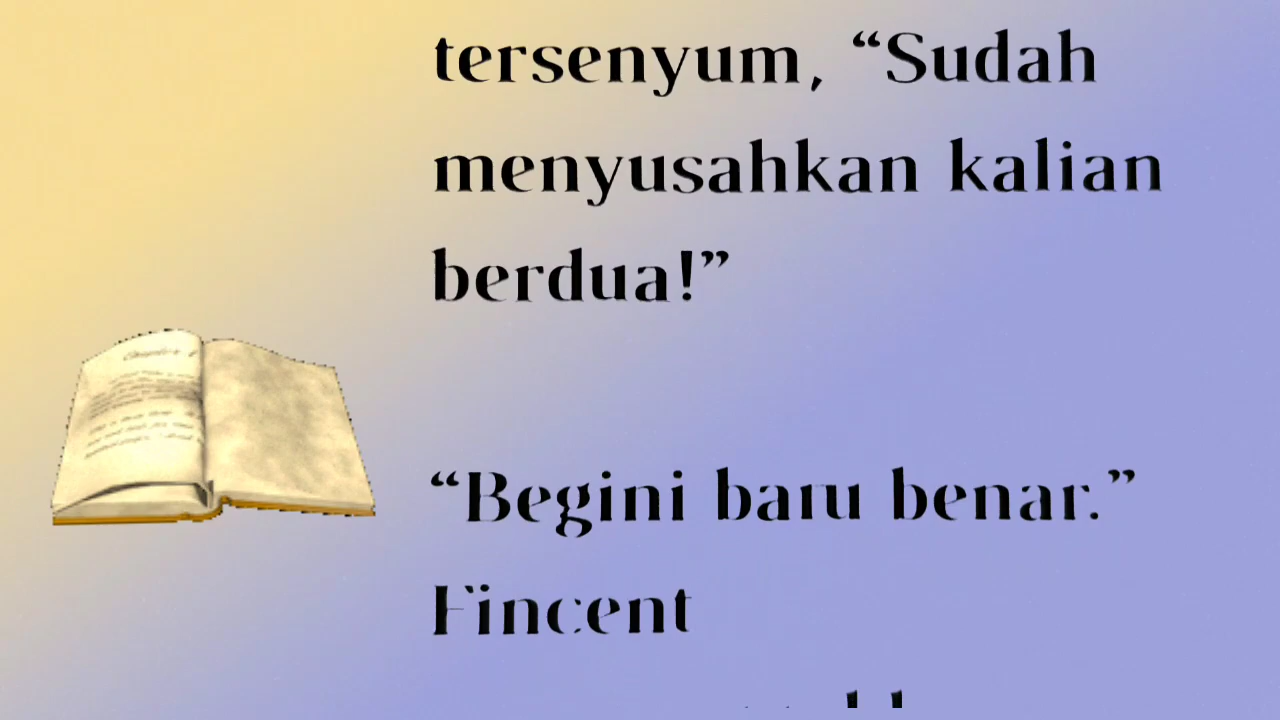 tersenyum, “Sudah
menyusahkan kalian
berdua!”
“Begini baru benar.”
Fincent